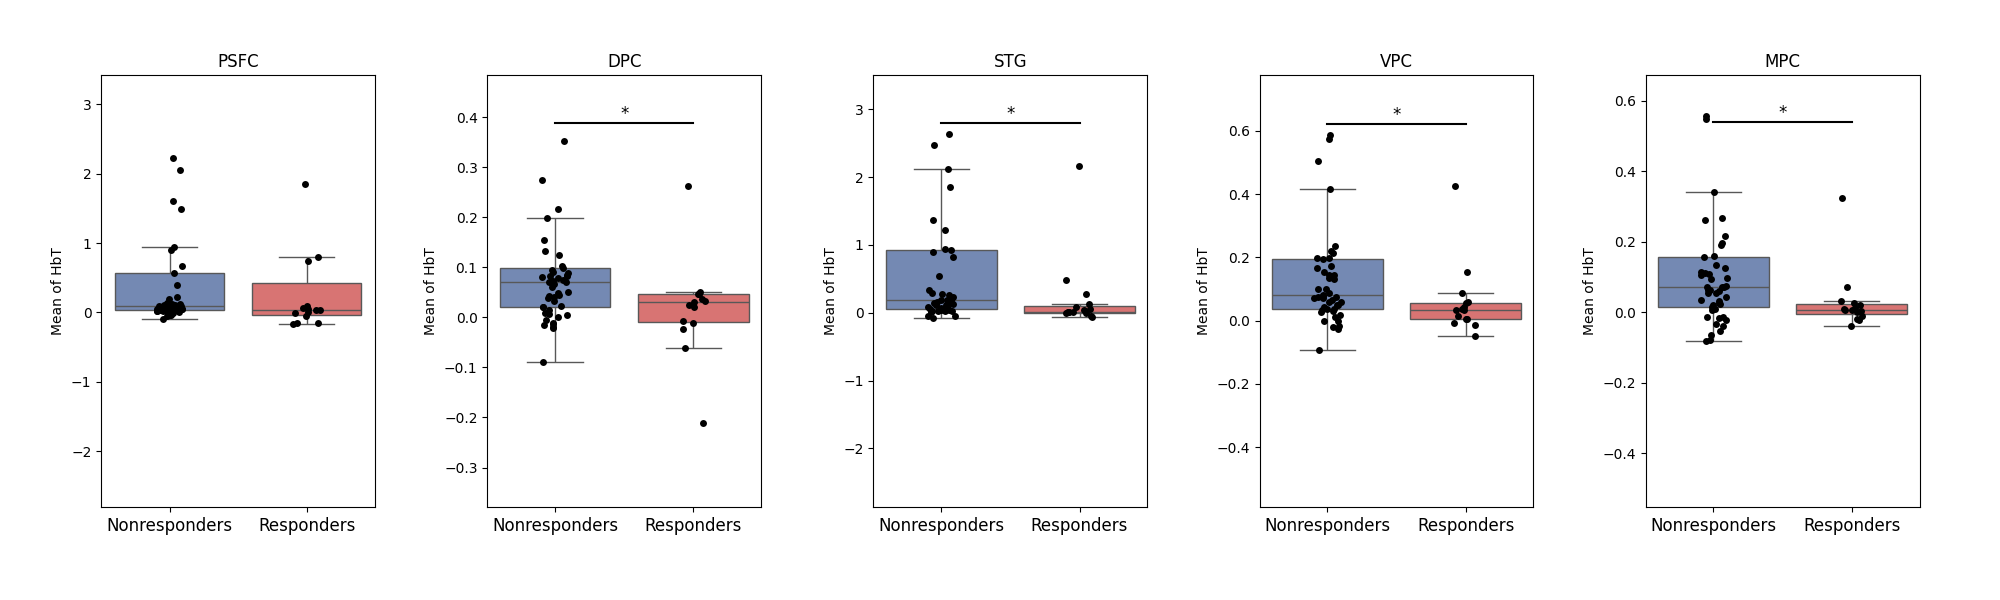 PSFC
Mean of HbT
3
2
1
0
−1
−2
Nonresponders Responders
DPC
Mean of HbT
*
0.4
0.3
0.2
0.1
0.0
−0.1
−0.2
−0.3
Nonresponders Responders
STG
Mean of HbT
*
3
2
1
0
−1
−2
Nonresponders Responders
VPC
Mean of HbT
*
0.6
0.4
0.2
0.0
−0.2
−0.4
Nonresponders Responders
MPC
Mean of HbT
*
0.6
0.4
0.2
0.0
−0.2
−0.4
Nonresponders Responders